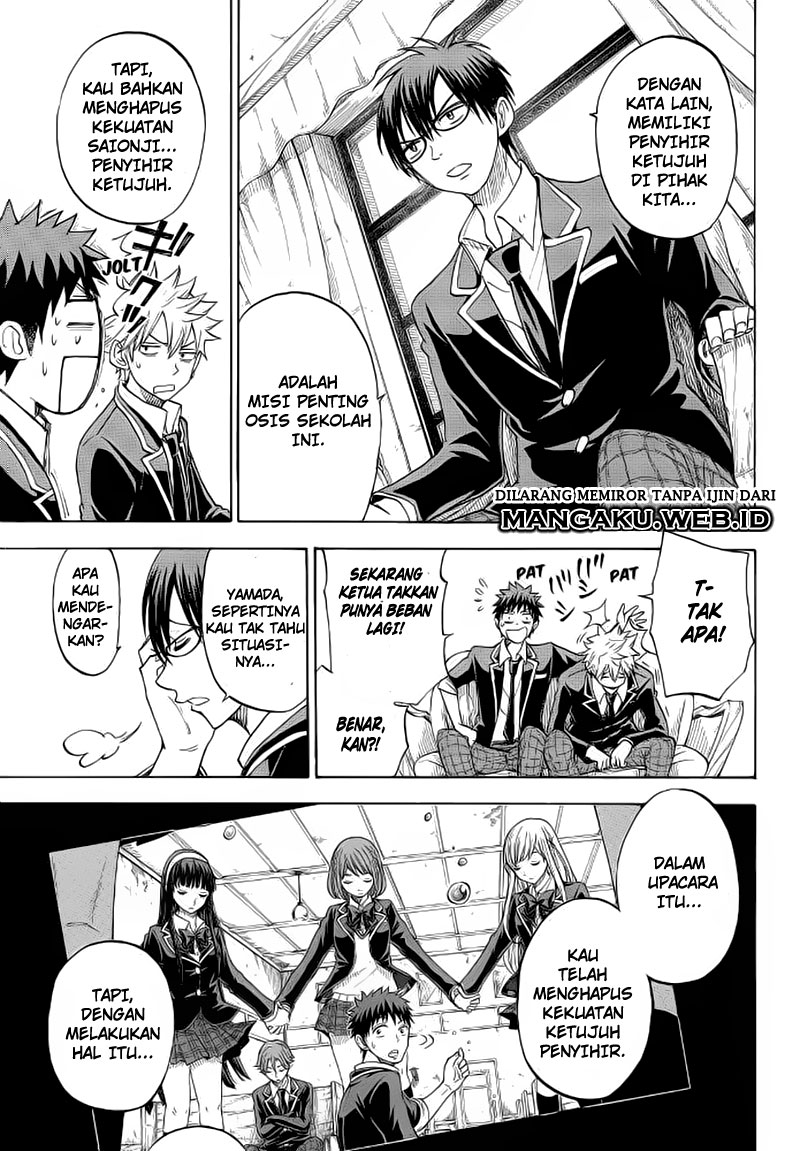 DENGAN
KATA LAIN,
MEMILIKI
PENYIHIR
KETUJUH
DI PIHAK
KITA...
ADALAH
MISI PENTING
OSIS SEKOLAH
INI.
TAPI,
KAU BAHKAN
MENGHAPUS
KEKUATAN
SAIONJI...
PENYIHIR
KETUJUH.
ギクッ
JOLT
DILARANG MEMIROR TANPA IJIN DARI
MANGAKU.WEB.ID
T-
TAK
APA!
PAT
PAT
SEKARANG
KETUA TAKKAN
PUNYA BEBAN
LAGI!
BENAR,
KAN?!
YAMADA,
SEPERTINYA
KAU TAK TAHU
SITUASI-
NYA...
APA
KAU
MENDE-
NGAR-
KAN?
DALAM
UPACARA
ITU...
KAU
TELAH
MENGHAPUS
KEKUATAN
KETUJUH
PENYIHIR.
TAPI,
DENGAN
MELAKUKAN
HAL ITU...